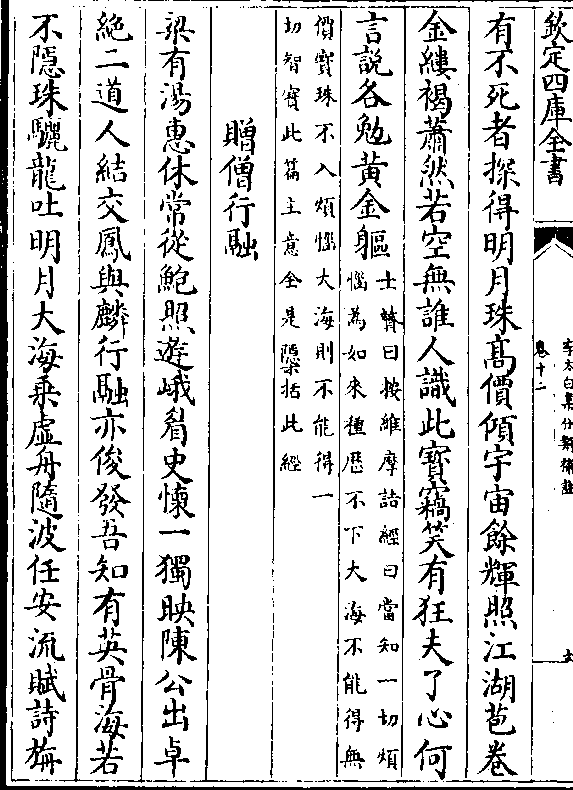 欽定四庫全書
李太白集分類補註
卷十二
有不死者探得明月珠髙價傾宇宙餘輝照江湖苞卷
金縷褐蕭然若空無誰人識此寳竊笑有狂夫了心何
言說各勉黄金軀
士贇曰按維摩詰經曰當知一切煩
惱為如來種歴不下大海不能得無
價寳珠不入煩惱大海則不能得一
切智寳此篇主意全是隱括此經
贈僧行融
梁有湯惠休常從鮑照遊峨眉史懐一獨映陳公出卓
絶二道人結交鳳與麟行融亦俊發吾知有英骨海若
不隱珠驪龍吐明月大海乗虛舟隨波任安流賦詩旃